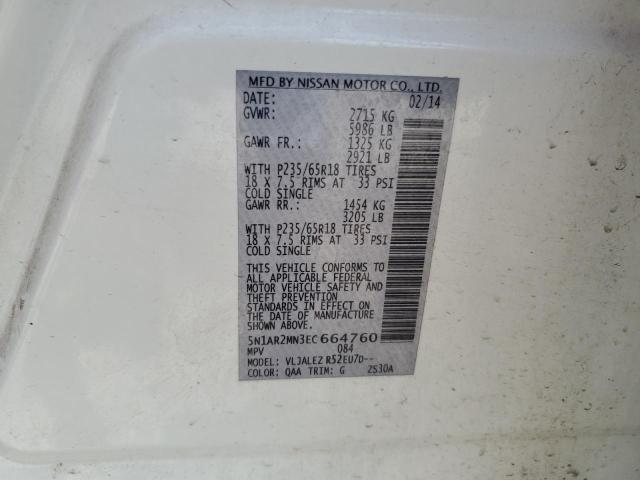 MFD BY NISSAN MOTOR CO., LTD.
DATE: 02/14
GVWR: 2715 KG
5986 LB
GAWR FR.: 1325 KG
2921 LB
WITH P235/65R18 TIRES
18 X 7.5 RIMS AT 33 PSI
COLD SINGLE
GAWR RR.: 1454 KG
3205 LB
WITH P235/65R18 TIRES
18 X 7.5 RIMS AT 33 PSI
COLD SINGLE
THIS VEHICLE CONFORMS TO
ALL APPLICABLE FEDERAL
MOTOR VEHICLE SAFETY AND
THEFT PREVENTION
STANDARDS IN EFFECT ON
THE DATE OF MANUFACTURE
SHOWN ABOVE.
5N1AR2MN3EC664760
MPV 084
MODEL: VLJALEZ R52EU7D--
COLOR: QAA TRIM: G ZS30A